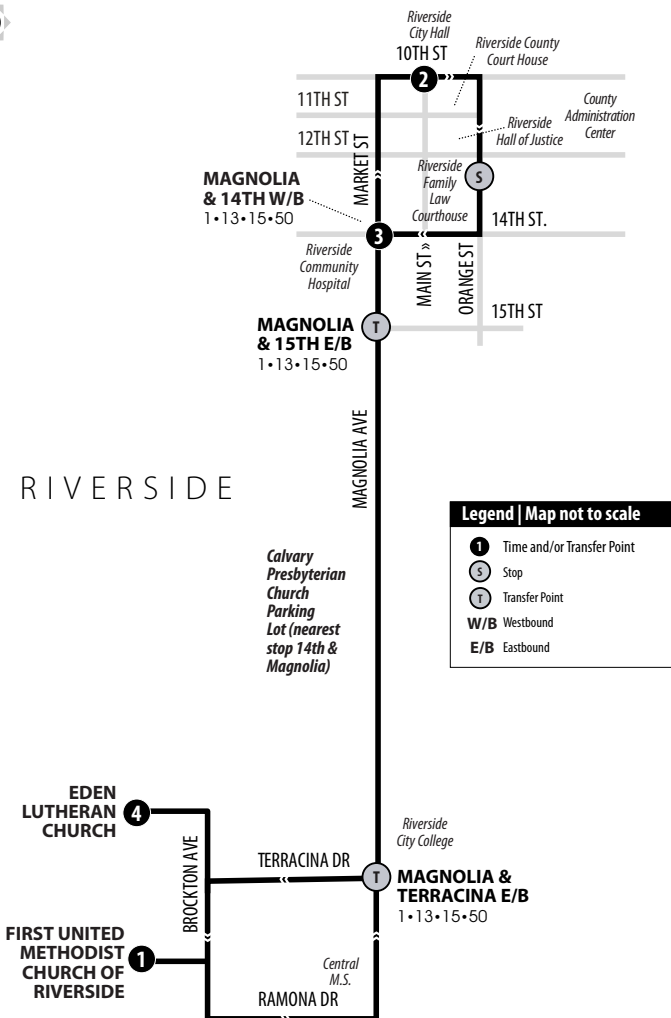 Riverside
City Hall
10TH ST
Riverside County
Court House
2
11TH ST
County
Administration
Center
12TH ST
Riverside
Hall of Justice
MARKET ST
Riverside
Family
Law
Courthouse
S
MAGNOLIA
& 14TH W/B
1•13•15•50
14TH ST.
3
Riverside
Community
Hospital
MAIN ST »
ORANGE ST
15TH ST
MAGNOLIA
& 15TH E/B
1•13•15•50
T
MAGNOLIA AVE
RIVERSIDE
Legend | Map not to scale
1 Time and/or Transfer Point
S Stop
T Transfer Point
W/B Westbound
E/B Eastbound
Calvary
Presbyterian
Church
Parking
Lot (nearest
stop 14th &
Magnolia)
EDEN
LUTHERAN
CHURCH
4
Riverside
City College
BROCKTON AVE
TERRACINA DR
T
MAGNOLIA &
TERRACINA E/B
1•13•15•50
FIRST UNITED
METHODIST
CHURCH OF
RIVERSIDE
1
Central
M.S.
RAMONA DR